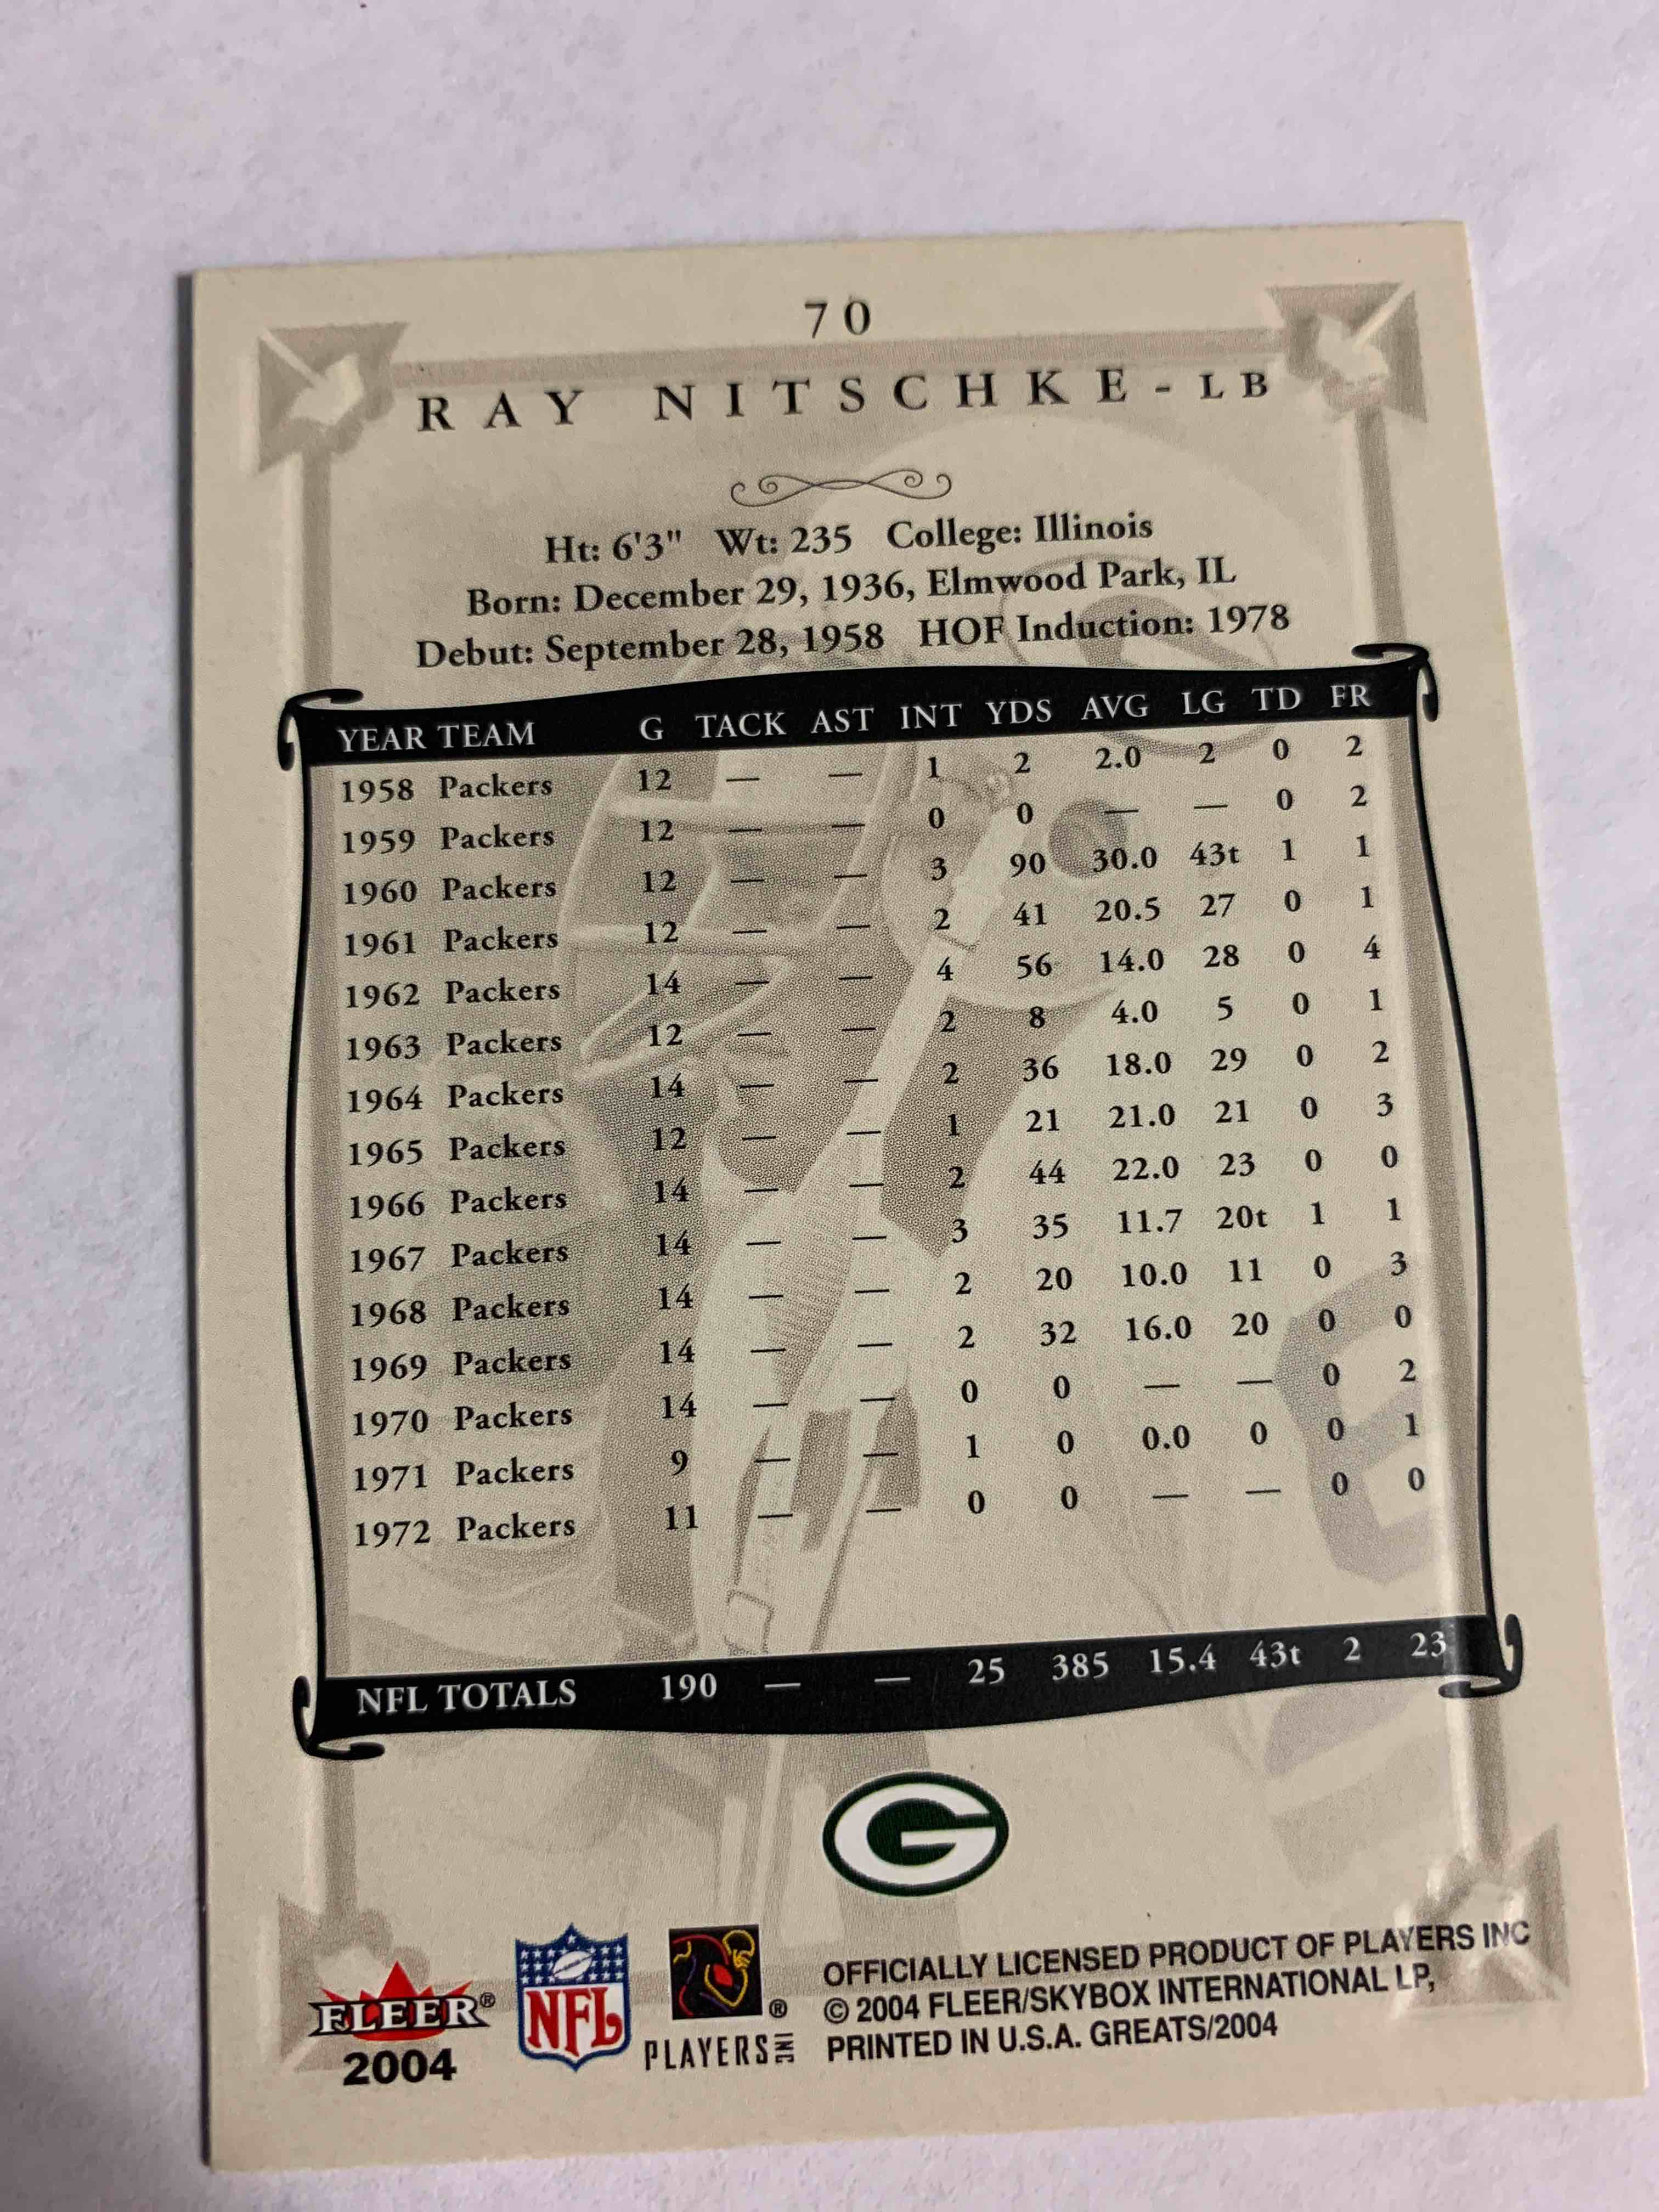 70
RAY NITSCHKE - LB
Ht: 6'3" Wt: 235 College: Illinois
Born: December 29, 1936, Elmwood Park, IL
Debut: September 28, 1958 HOF Induction: 1978
YEAR TEAM G TACK AST INT YDS AVG LG TD FR
1958 Packers 12 — — 1 2 2.0 2 0 2
1959 Packers 12 — — 0 0 — — 0 2
1960 Packers 12 — — 3 90 30.0 43t 1 1
1961 Packers 12 — — 2 41 20.5 27 0 1
1962 Packers 14 — — 4 56 14.0 28 0 4
1963 Packers 12 — — 2 8 4.0 5 0 1
1964 Packers 14 — — 2 36 18.0 29 0 2
1965 Packers 12 — — 1 21 21.0 21 0 3
1966 Packers 14 — — 2 44 22.0 23 0 0
1967 Packers 14 — — 3 35 11.7 20t 1 1
1968 Packers 14 — — 2 20 10.0 11 0 3
1969 Packers 14 — — 2 32 16.0 20 0 0
1970 Packers 14 — — 0 0 — — 0 2
1971 Packers 9 — — 1 0 0.0 0 0 1
1972 Packers 11 — — 0 0 — — 0 0
NFL TOTALS 190 — — 25 385 15.4 43t 2 23
G
FLEER®
2004
NFL
®
PLAYERS INC
OFFICIALLY LICENSED PRODUCT OF PLAYERS INC
© 2004 FLEER/SKYBOX INTERNATIONAL LP,
PRINTED IN U.S.A. GREATS/2004